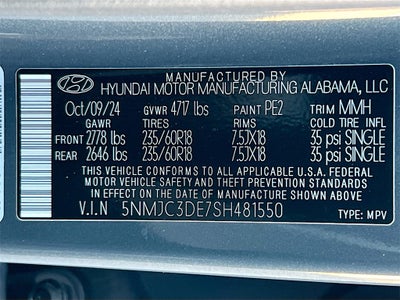 MANUFACTURED BY
HYUNDAI MOTOR MANUFACTURING ALABAMA, LLC
Oct/09/24 GVWR 4717 lbs PAINT PE2 TRIM MMH
GAWR TIRES RIMS COLD TIRE INFL
FRONT 2778 lbs 235/60R18 7.5JX18 35 psi SINGLE
REAR 2646 lbs 235/60R18 7.5JX18 35 psi SINGLE
THIS VEHICLE CONFORMS TO ALL APPLICABLE U.S.A. FEDERAL
MOTOR VEHICLE SAFETY AND THEFT PREVENTION STANDARDS
IN EFFECT ON THE DATE OF MANUFACTURE SHOWN ABOVE.
V.I.N 5NMJC3DE7SH481550 TYPE: MPV